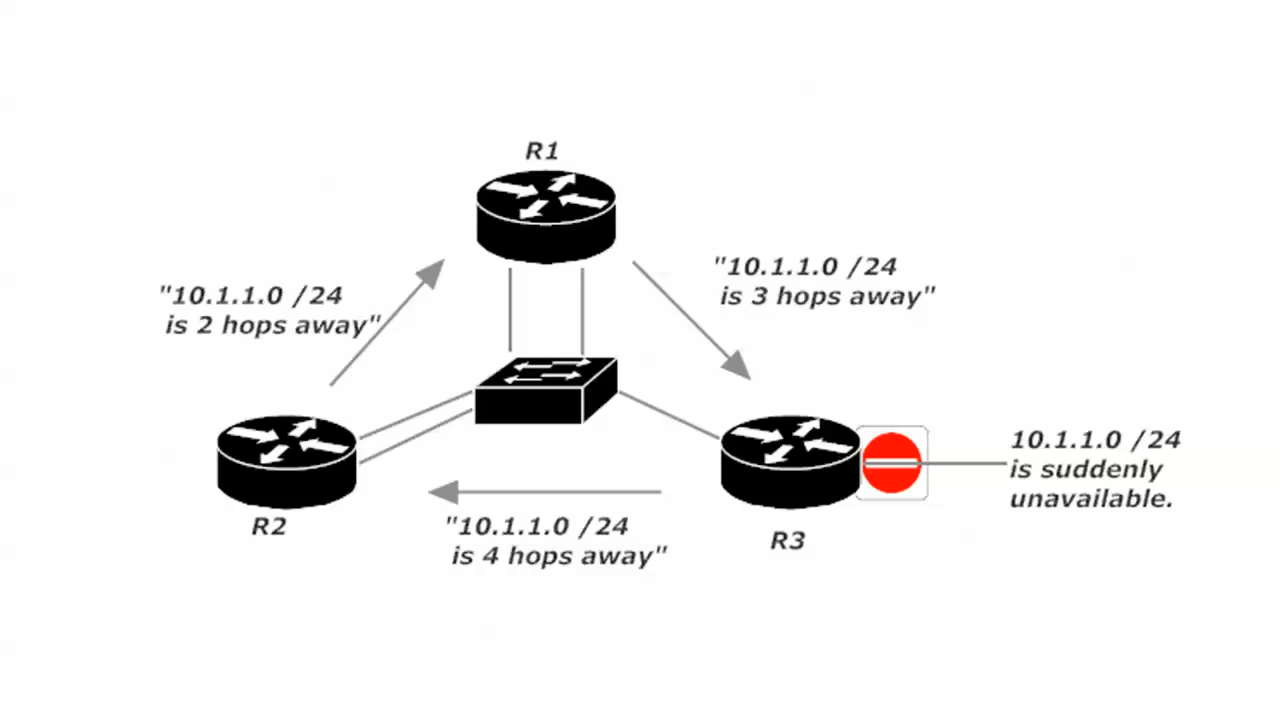 R1
"10.1.1.0 /24
is 2 hops away"
"10.1.1.0 /24
is 3 hops away"
R2
"10.1.1.0 /24
is 4 hops away"
R3
10.1.1.0 /24
is suddenly
unavailable.